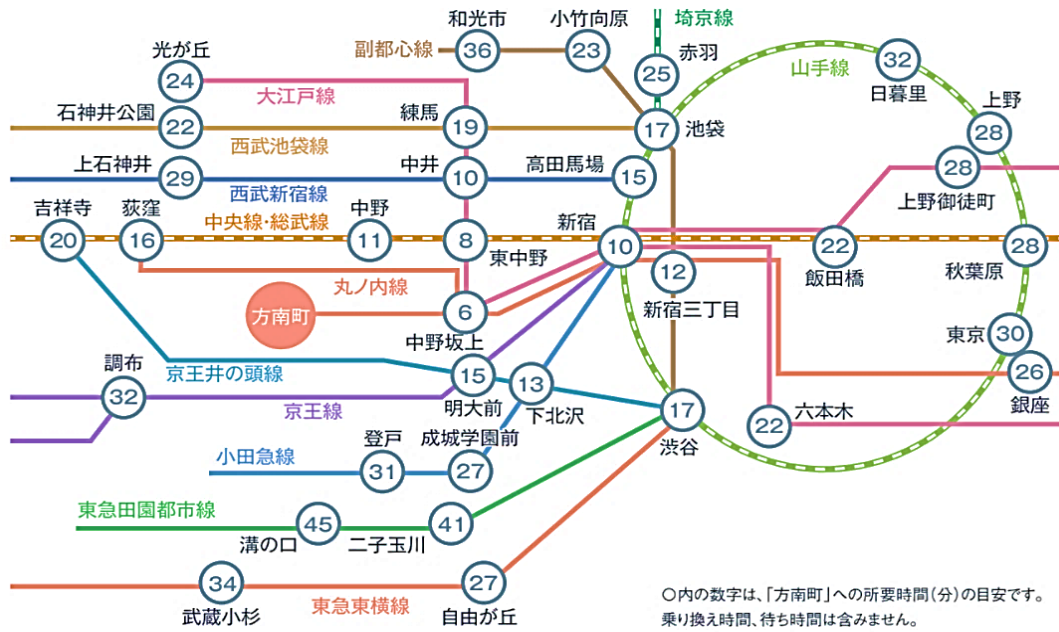 和光市
小竹向原
埼京線
副都心線
36
23
赤羽
25
山手線
32
日暮里
光が丘
24
大江戸線
上野
28
石神井公園
22
西武池袋線
練馬
19
17
池袋
上石神井
29
西武新宿線
中井
10
高田馬場
15
28
上野御徒町
吉祥寺
20
荻窪
16
中央線・総武線
中野
11
8
東中野
新宿
10
22
飯田橋
28
秋葉原
丸ノ内線
12
新宿三丁目
方南町
6
中野坂上
東京
30
京王井の頭線
調布
32
京王線
15
明大前
13
下北沢
26
銀座
17
渋谷
六本木
22
登戸
成城学園前
小田急線
31
27
東急田園都市線
45
溝の口
41
二子玉川
34
武蔵小杉
東急東横線
27
自由が丘
○内の数字は、「方南町」への所要時間(分)の目安です。
乗り換え時間、待ち時間は含みません。